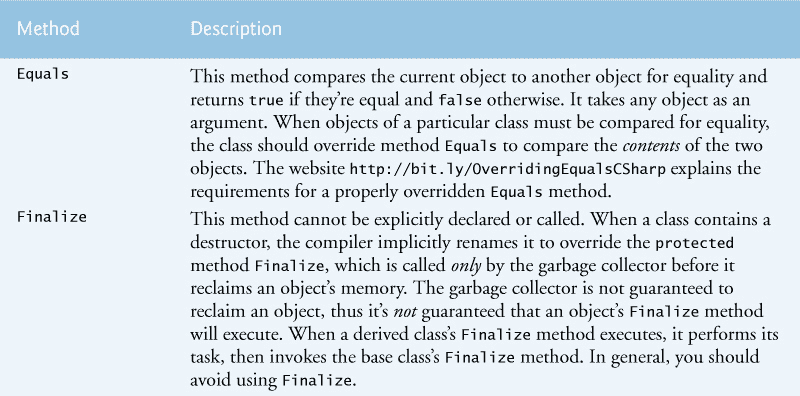 Method Description
Equals This method compares the current object to another object for equality and
returns true if they're equal and false otherwise. It takes any object as an
argument. When objects of a particular class must be compared for equality,
the class should override method Equals to compare the contents of the two
objects. The website http://bit.ly/OverridingEqualsCSharp explains the
requirements for a properly overridden Equals method.
Finalize This method cannot be explicitly declared or called. When a class contains a
destructor, the compiler implicitly renames it to override the protected
method Finalize, which is called only by the garbage collector before it
reclaims an object's memory. The garbage collector is not guaranteed to
reclaim an object, thus it's not guaranteed that an object's Finalize method
will execute. When a derived class's Finalize method executes, it performs its
task, then invokes the base class's Finalize method. In general, you should
avoid using Finalize.